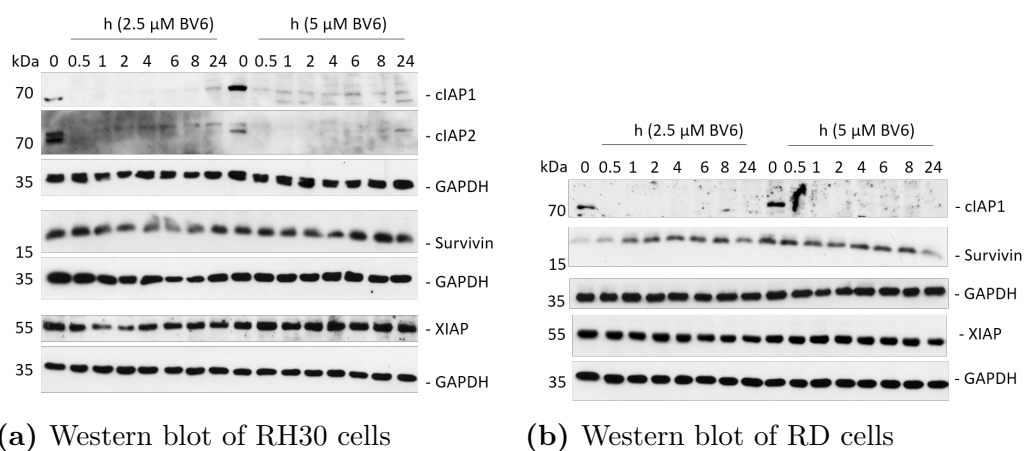 h (2.5 µM BV6) h (5 µM BV6)
kDa 0 0.5 1 2 4 6 8 24 0 0.5 1 2 4 6 8 24
70 - cIAP1
70 - cIAP2
35 - GAPDH
15 - Survivin
35 - GAPDH
55 - XIAP
35 - GAPDH
(a) Western blot of RH30 cells
h (2.5 µM BV6) h (5 µM BV6)
kDa 0 0.5 1 2 4 6 8 24 0 0.5 1 2 4 6 8 24
70 - cIAP1
15 - Survivin
35 - GAPDH
55 - XIAP
35 - GAPDH
(b) Western blot of RD cells